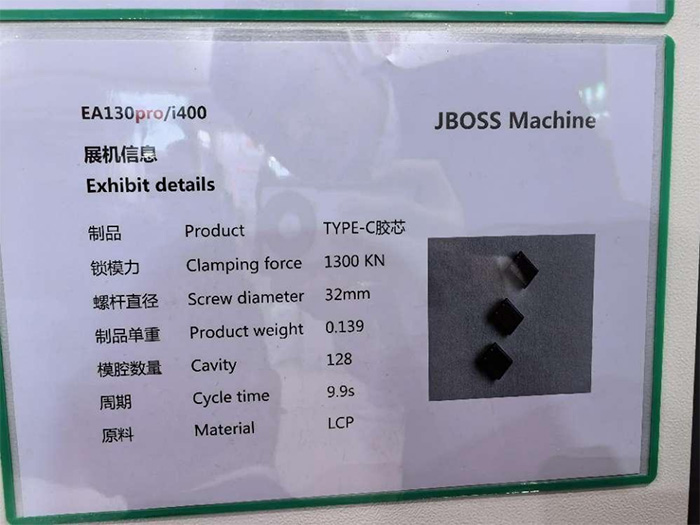 EA130pro/i400
JBOSS Machine
展机信息
Exhibit details
制品 Product TYPE-C胶芯
锁模力 Clamping force 1300 KN
螺杆直径 Screw diameter 32mm
制品单重 Product weight 0.139
模腔数量 Cavity 128
周期 Cycle time 9.9s
原料 Material LCP